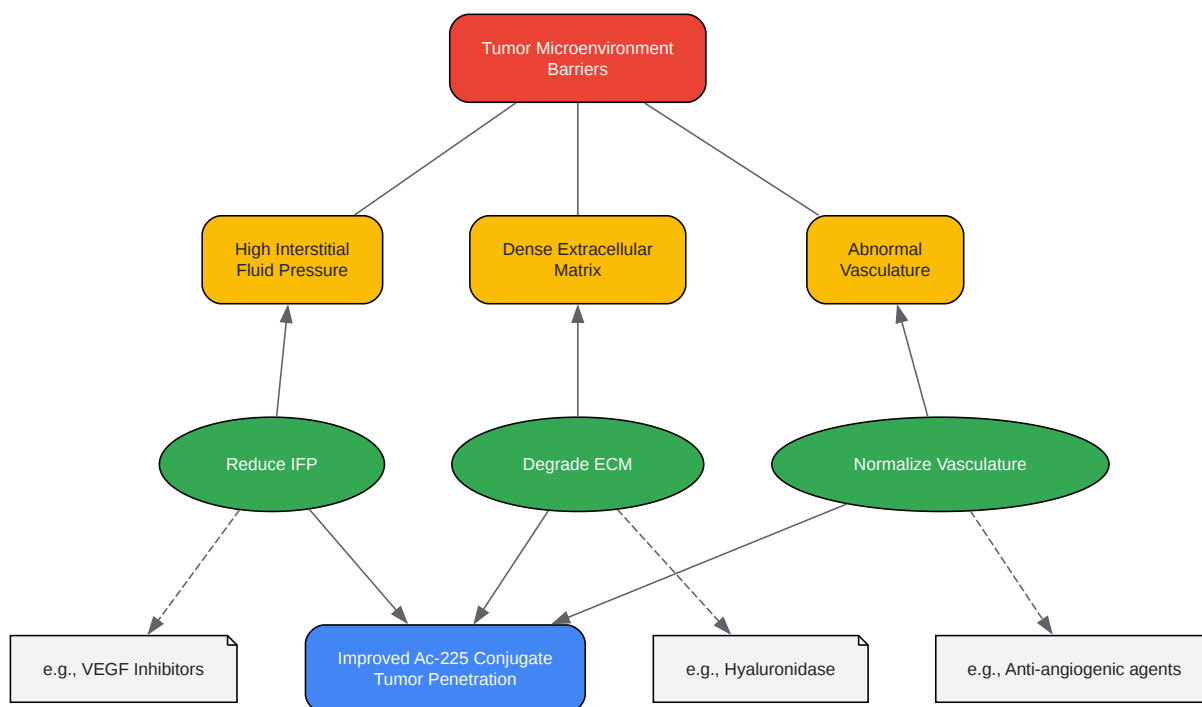 Tumor Microenvironment
Barriers
High Interstitial
Fluid Pressure
Dense Extracellular
Matrix
Abnormal
Vasculature
Reduce IFP
Degrade ECM
Normalize Vasculature
e.g., VEGF Inhibitors
Improved Ac-225 Conjugate
Tumor Penetration
e.g., Hyaluronidase
e.g., Anti-angiogenic agents